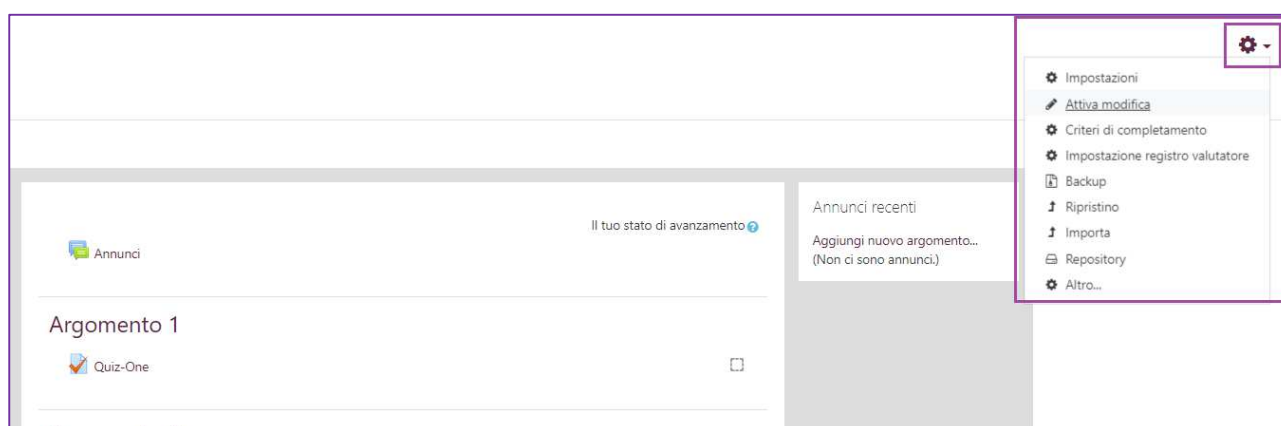 Impostazioni
Attiva modifica
Criteri di completamento
Impostazione registro valutatore
Backup
Ripristino
Importa
Repository
Altro...
Il tuo stato di avanzamento
Annunci
Argomento 1
Quiz-One
Annunci recenti
Aggiungi nuovo argomento...
(Non ci sono annunci.)